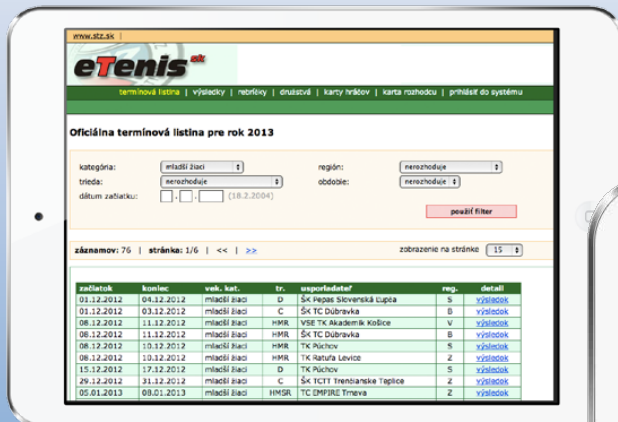 www.stz.sk |
eTenis sk
termínová listina | výsledky | rebríčky | družstvá | karty hráčov | karta rozhodcu | prihlásiť do systému
Oficiálna termínová listina pre rok 2013
kategória: mladší žiaci región: nerozhoduje
trieda: nerozhoduje obdobie: nerozhoduje
dátum začiatku: . . (18.2.2004)
použiť filter
záznamov: 76 | stránka: 1/6 | << | >> zobrazenie na stránke 15
začiatok koniec vek. kat. tr. usporiadateľ reg. detail
01.12.2012 04.12.2012 mladší žiaci D ŠK Pepas Slovenská Ľupča S výsledok
01.12.2012 03.12.2012 mladší žiaci C ŠK TC Dúbravka B výsledok
08.12.2012 11.12.2012 mladší žiaci HMR VSE TK Akademik Košice V výsledok
08.12.2012 11.12.2012 mladší žiaci HMR ŠK TC Dúbravka B výsledok
08.12.2012 10.12.2012 mladší žiaci HMR TK Púchov S výsledok
08.12.2012 10.12.2012 mladší žiaci HMR TK Ratufa Levice Z výsledok
15.12.2012 17.12.2012 mladší žiaci D TK Púchov S výsledok
29.12.2012 31.12.2012 mladší žiaci C ŠK TCTT Trenčianske Teplice Z výsledok
05.01.2013 08.01.2013 mladší žiaci HMSR TC EMPIRE Trnava Z výsledok